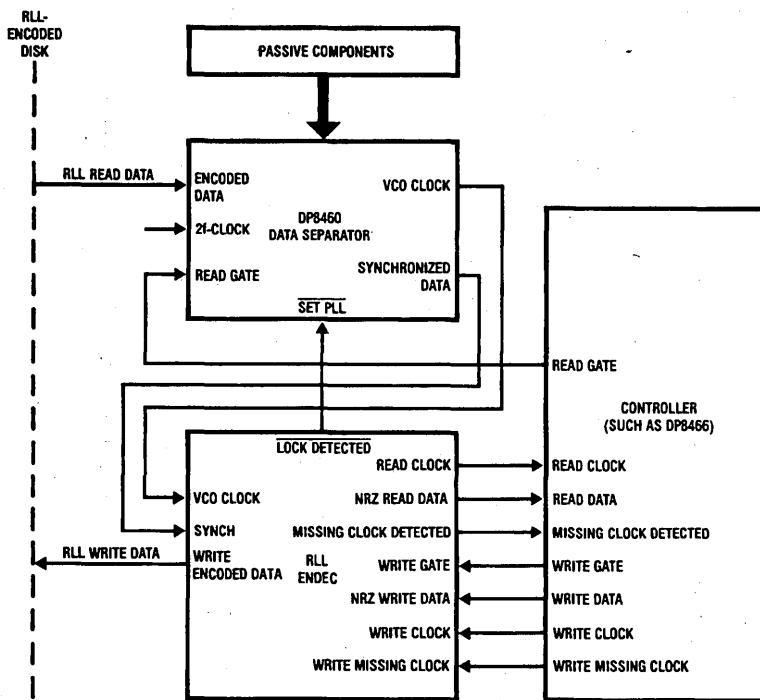 RLL-
ENCODED
DISK
PASSIVE COMPONENTS
RLL READ DATA
ENCODED
DATA
VCO CLOCK
2f-CLOCK
DP8460
DATA SEPARATOR
READ GATE
SYNCHRONIZED
DATA
SET PLL
READ GATE
CONTROLLER
(SUCH AS DP8466)
LOCK DETECTED
READ CLOCK
READ CLOCK
VCO CLOCK
NRZ READ DATA
READ DATA
SYNCH
MISSING CLOCK DETECTED
MISSING CLOCK DETECTED
RLL WRITE DATA
WRITE
ENCODED DATA
RLL
ENDEC
WRITE GATE
WRITE GATE
NRZ WRITE DATA
WRITE DATA
WRITE CLOCK
WRITE CLOCK
WRITE MISSING CLOCK
WRITE MISSING CLOCK